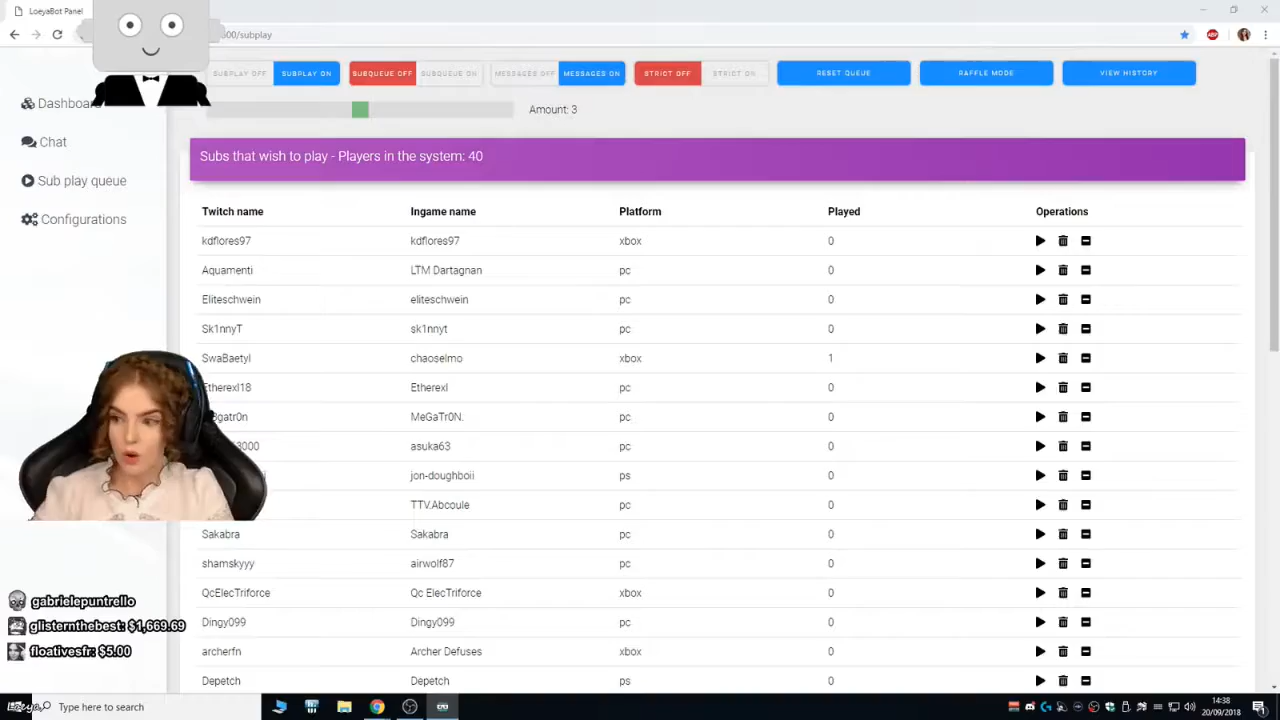 LoeyaBot Panel
00/subplay
SUBPLAY OFF SUBPLAY ON SUBQUEUE OFF SUBQUEUE ON MESSAGES OFF MESSAGES ON STRICT OFF STRICT ON RESET QUEUE RAFFLE MODE VIEW HISTORY
Amount: 3
Dashboard
Chat
Sub play queue
Configurations
Subs that wish to play - Players in the system: 40
Twitch name Ingame name Platform Played Operations
kdflores97 kdflores97 xbox 0
Aquamenti LTM Dartagnan pc 0
Eliteschwein eliteschwein pc 0
Sk1nnyT sk1nnyt pc 0
SwaBaetyl chaoselmo xbox 1
Etherexl18 Etherexl pc 0
gatr0n MeGaTr0N. pc 0
3000 asuka63 pc 0
jon-doughboii ps 0
TTV.Abcoule pc 0
Sakabra Sakabra pc 0
shamskyyy airwolf87 pc 0
QcElecTriforce Qc ElecTriforce xbox 0
Dingy099 Dingy099 pc 0
archerfn Archer Defuses xbox 0
Depetch Depetch ps 0
gabrielepuntrello
glisternthebest: $1,669.69
floativesfr: $5.00
Type here to search
14:38
20/09/2018